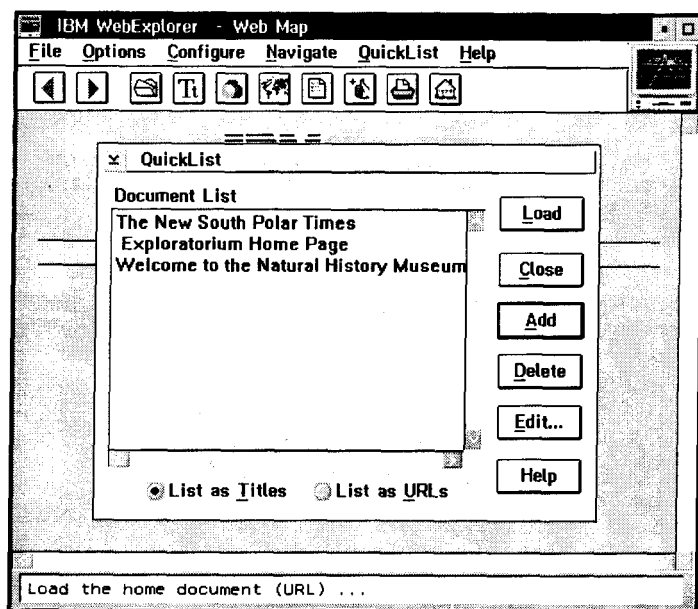 IBM WebExplorer - Web Map
File Options Configure Navigate QuickList Help
Tt
QuickList
Document List
The New South Polar Times
Exploratorium Home Page
Welcome to the Natural History Museum
Load
Close
Add
Delete
Edit...
Help
List as Titles List as URLs
Load the home document (URL) ...